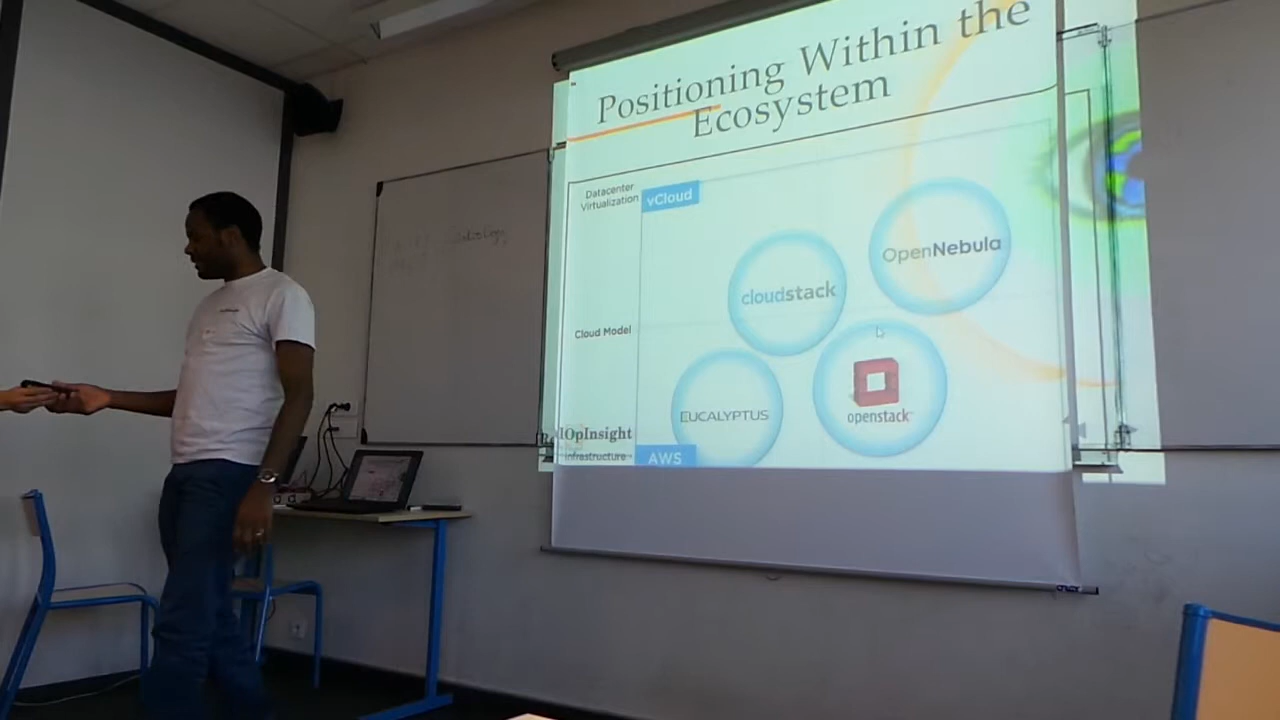 Positioning Within the
Ecosystem
Datacenter
Virtualization
vCloud
OpenNebula
cloudstack
Cloud Model
openstack
EUCALYPTUS
OpInsight
Infrastructure
AWS